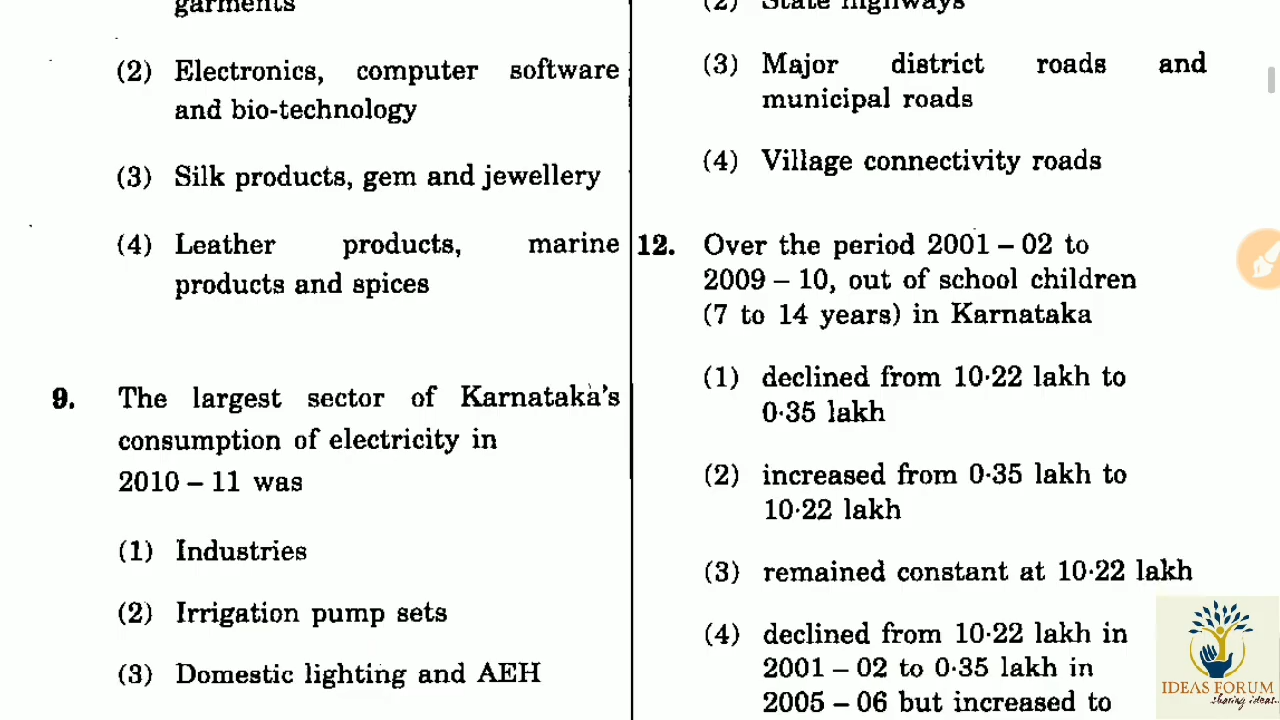 garments
(2) Electronics, computer software
and bio-technology
(3) Silk products, gem and jewellery
(4) Leather products, marine
products and spices
9. The largest sector of Karnataka's
consumption of electricity in
2010 – 11 was
(1) Industries
(2) Irrigation pump sets
(3) Domestic lighting and AEH
(2) State highways
(3) Major district roads and
municipal roads
(4) Village connectivity roads
12. Over the period 2001 – 02 to
2009 – 10, out of school children
(7 to 14 years) in Karnataka
(1) declined from 10·22 lakh to
0·35 lakh
(2) increased from 0·35 lakh to
10·22 lakh
(3) remained constant at 10·22 lakh
(4) declined from 10·22 lakh in
2001 – 02 to 0·35 lakh in
2005 – 06 but increased to
IDEAS FORUM
sharing ideas.